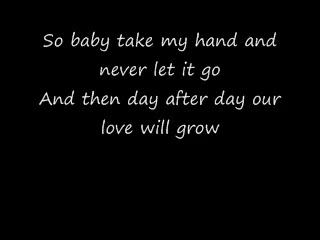 So baby take my hand and
never let it go
And then day after day our
love will grow